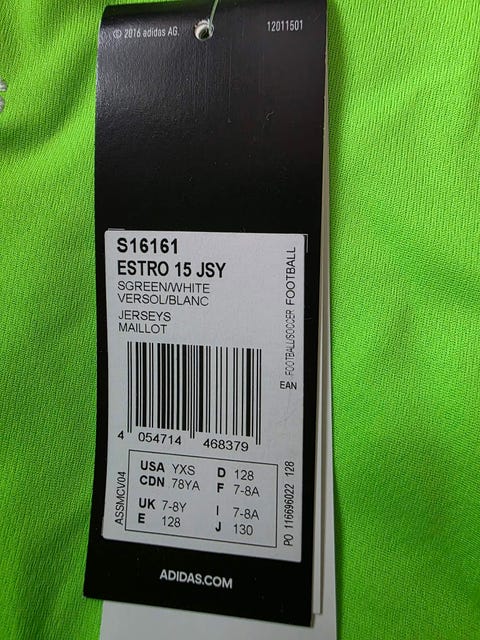 © 2016 adidas AG.
12011501
S16161
ESTRO 15 JSY
SGREEN/WHITE
VERSOL/BLANC
JERSEYS
MAILLOT
FOOTBALL/SOCCER FOOTBALL
EAN
4 054714 468379
USA YXS D 128
CDN 78YA F 7-8A
UK 7-8Y I 7-8A
E 128 J 130
ASSMCV04
PO 116696022 128
ADIDAS.COM